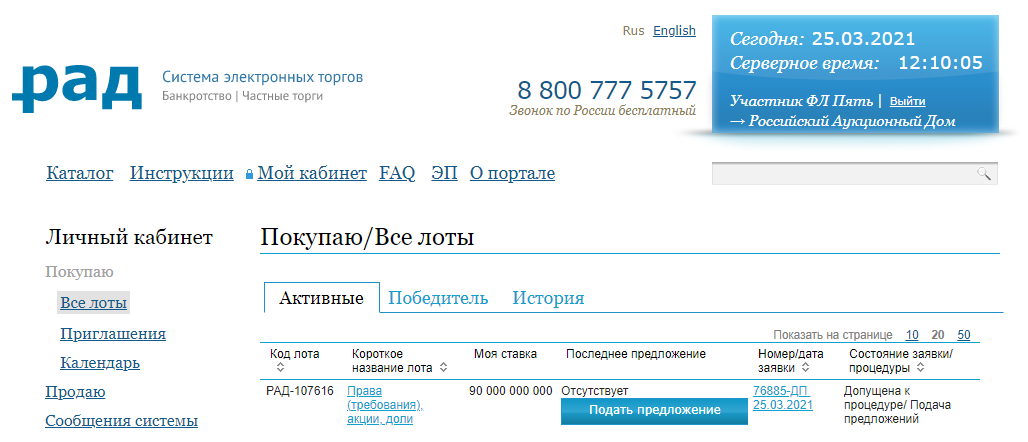 Rus English
Сегодня: 25.03.2021
Серверное время: 12:10:05
.рад
Система электронных торгов
Банкротство | Частные торги
8 800 777 5757
Звонок по России бесплатный
Участник ФЛ Пять | Выйти
→ Российский Аукционный Дом
Каталог Инструкции Мой кабинет FAQ ЭП О портале
Личный кабинет
Покупаю
Все лоты
Приглашения
Календарь
Продаю
Сообщения системы
Покупаю/Все лоты
Активные Победитель История
Показать на странице 10 20 50
Код лота
Короткое
название лота
Моя ставка
Последнее предложение
Номер/дата
заявки
Состояние заявки/
процедуры
РАД-107616
Права
(требования),
акции, доли
90 000 000 000
Отсутствует
Подать предложение
76885-ДП
25.03.2021
Допущена к
процедуре/ Подача
предложений